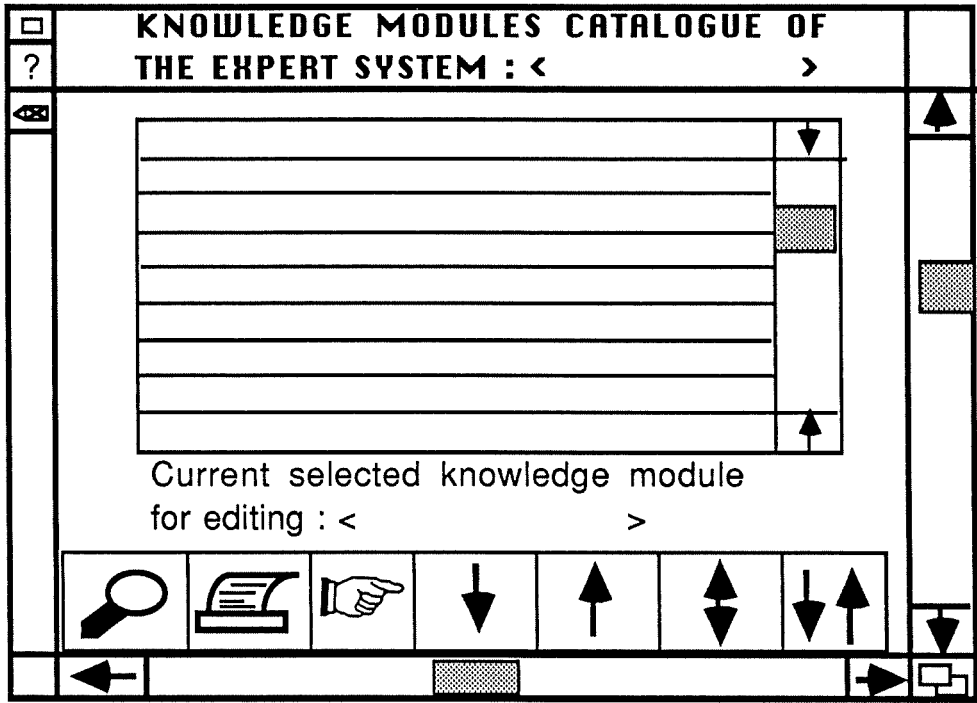 KNOWLEDGE MODULES CATALOGUE OF
?
THE EXPERT SYSTEM : < >
Current selected knowledge module
for editing : < >